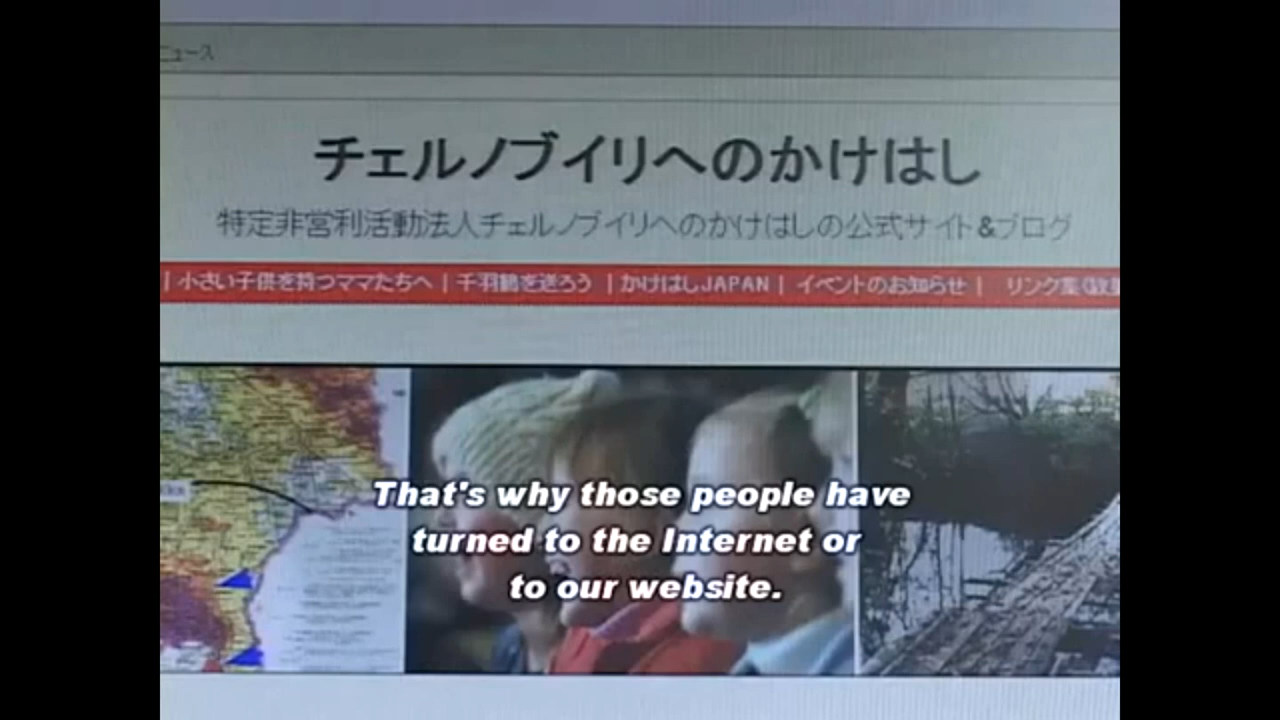 ニュース
チェルノブイリへのかけはし
特定非営利活動法人チェルノブイリへのかけはしの公式サイト&ブログ
| 小さい子供を持つママたちへ | 千羽鶴を送ろう | かけはしJAPAN | イベントのお知らせ | リンク集
That's why those people have
turned to the Internet or
to our website.